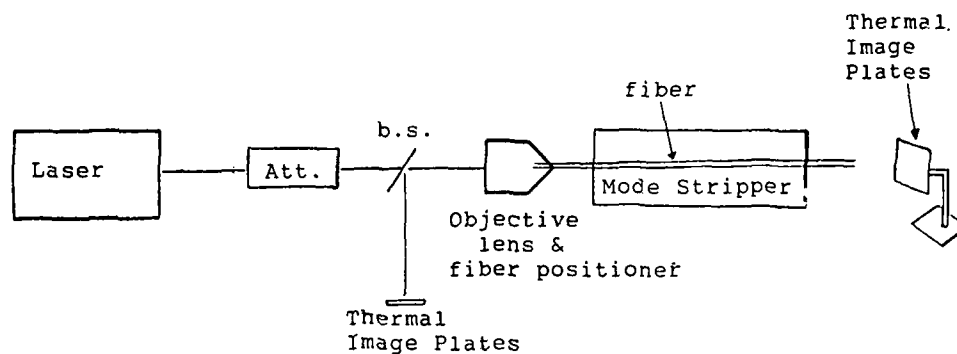 Thermal
Image
Plates
fiber
b.s.
Laser
Att.
Mode Stripper
Objective
lens &
fiber positioner
Thermal
Image Plates